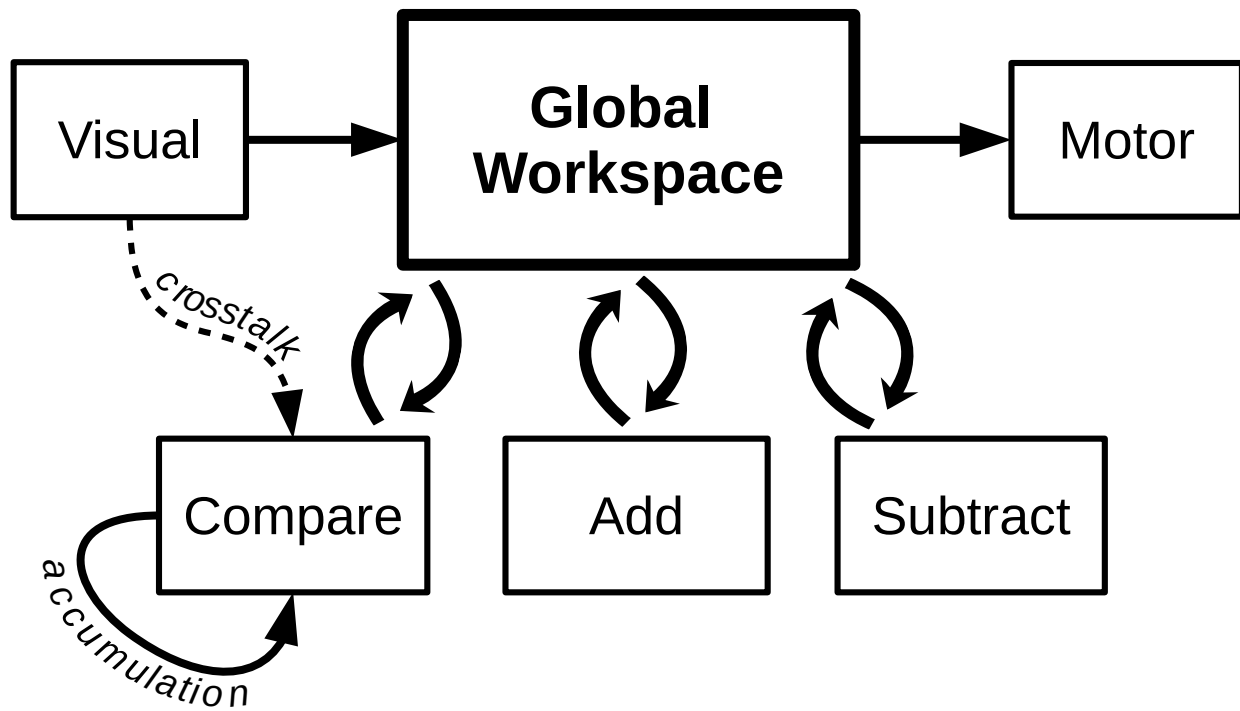 Visual
Global
Workspace
Motor
crosstalk
Compare
Add
Subtract
accumulation